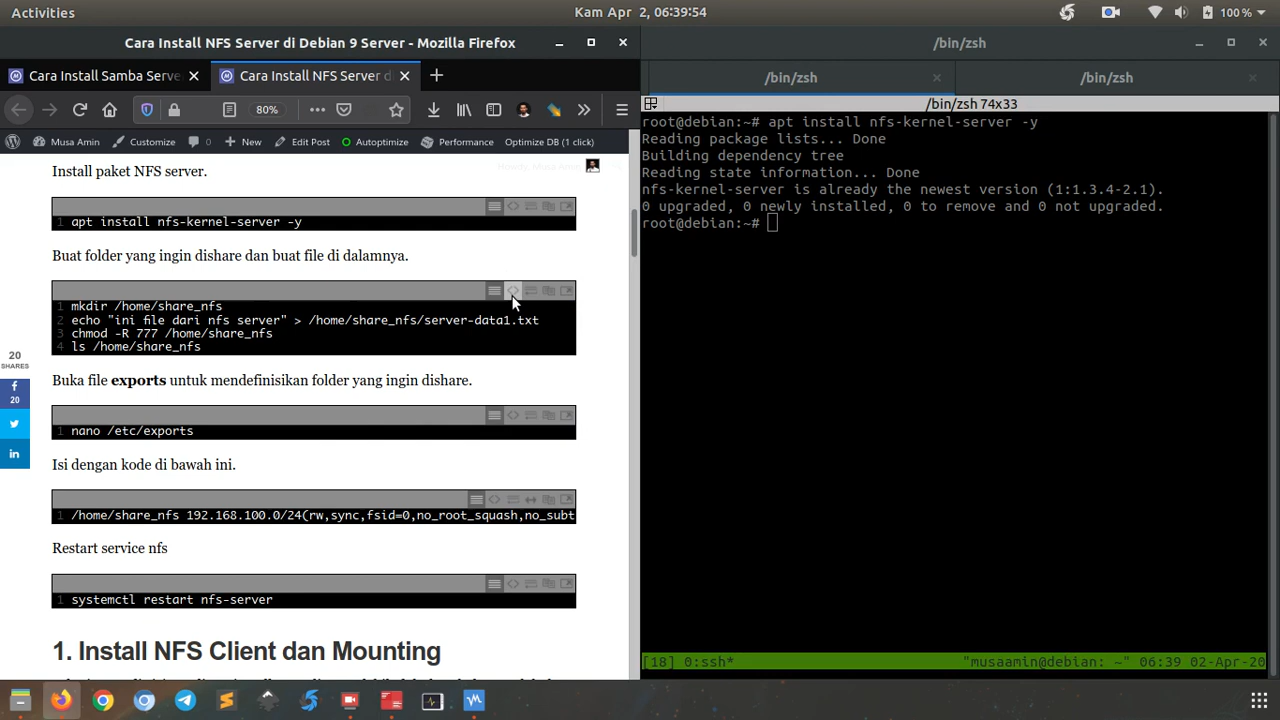 Activities
Kam Apr 2, 06:39:54
100 %
Cara Install NFS Server di Debian 9 Server - Mozilla Firefox
Cara Install Samba Serve
Cara Install NFS Server d
80%
Musa Amin
Customize
0
New
Edit Post
Autoptimize
Performance
Optimize DB (1 click)
Install paket NFS server.
1 apt install nfs-kernel-server -y
Buat folder yang ingin dishare dan buat file di dalamnya.
1 mkdir /home/share_nfs
2 echo "ini file dari nfs server" > /home/share_nfs/server-data1.txt
3 chmod -R 777 /home/share_nfs
4 ls /home/share_nfs
20
SHARES
20
Buka file exports untuk mendefinisikan folder yang ingin dishare.
1 nano /etc/exports
Isi dengan kode di bawah ini.
1 /home/share_nfs 192.168.100.0/24(rw,sync,fsid=0,no_root_squash,no_subt
Restart service nfs
1 systemctl restart nfs-server
1. Install NFS Client dan Mounting
/bin/zsh
/bin/zsh
/bin/zsh
/bin/zsh 74x33
root@debian:~# apt install nfs-kernel-server -y
Reading package lists... Done
Building dependency tree
Reading state information... Done
nfs-kernel-server is already the newest version (1:1.3.4-2.1).
0 upgraded, 0 newly installed, 0 to remove and 0 not upgraded.
root@debian:~#
[18] 0:ssh*
"musaamin@debian: ~" 06:39 02-Apr-20